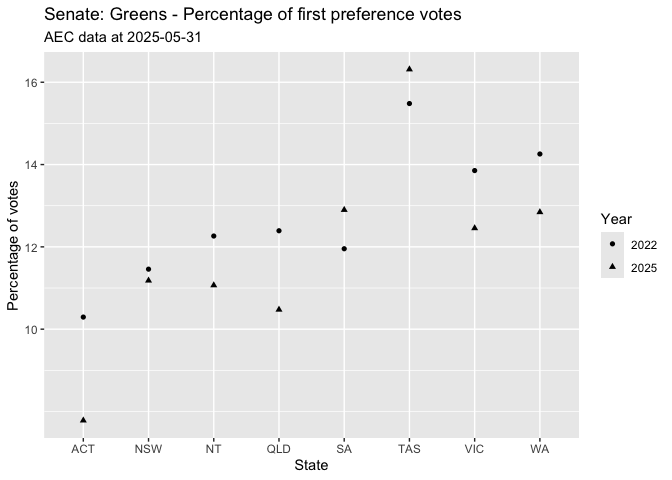 Senate: Greens - Percentage of first preference votes
AEC data at 2025-05-31
Percentage of votes
16
14
12
10
ACT NSW NT QLD SA TAS VIC WA
State
Year
2022
2025